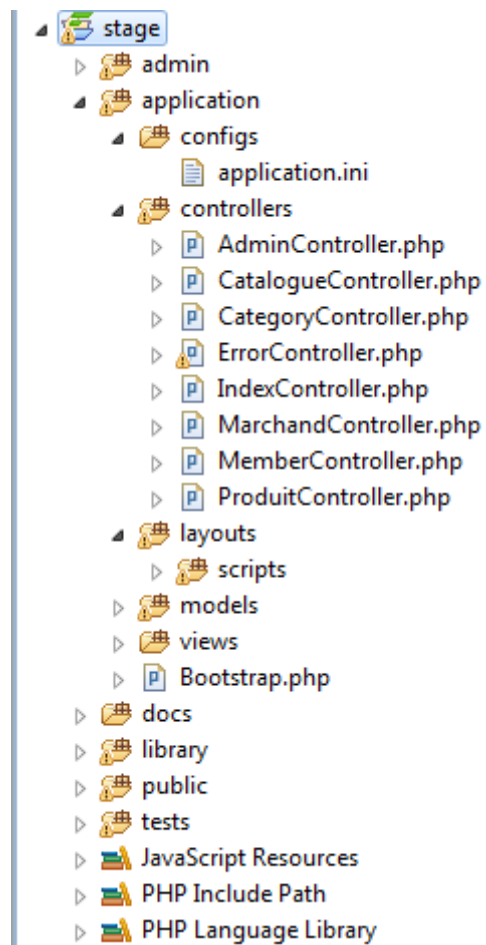 stage
admin
application
configs
application.ini
controllers
AdminController.php
CatalogueController.php
CategoryController.php
ErrorController.php
IndexController.php
MarchandController.php
MemberController.php
ProduitController.php
layouts
scripts
models
views
Bootstrap.php
docs
library
public
tests
JavaScript Resources
PHP Include Path
PHP Language Library